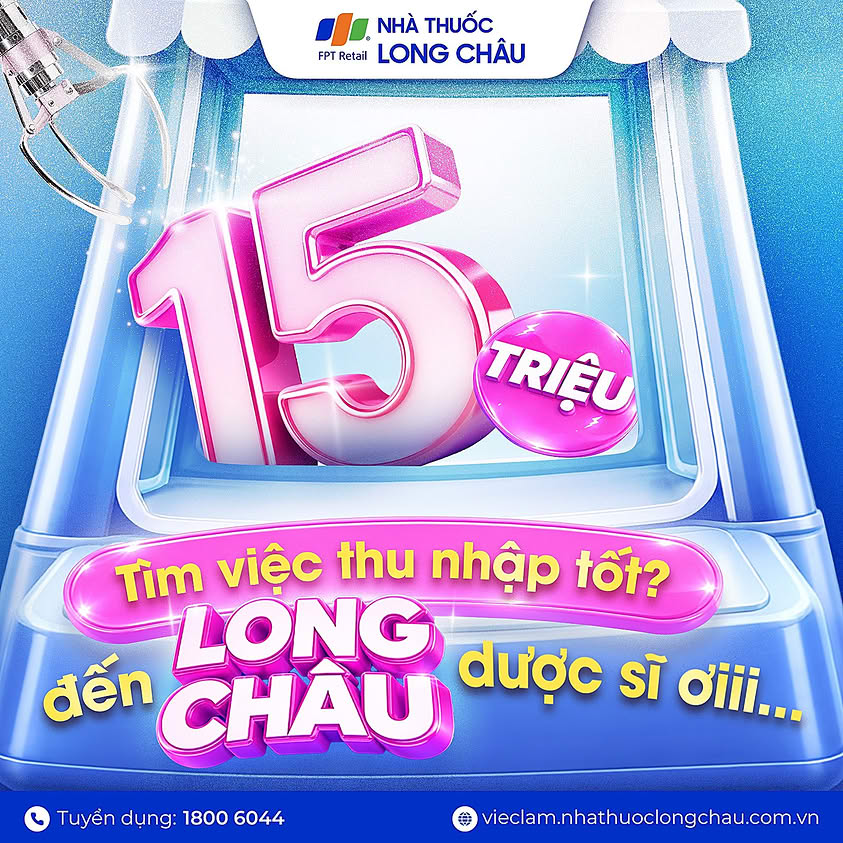 FPT Retail
NHÀ THUỐC
LONG CHÂU
15
TRIỆU
Tìm việc thu nhập tốt?
đến LONG CHÂU dược sĩ ơiii...
Tuyển dụng: 1800 6044
vieclam.nhathuoclongchau.com.vn